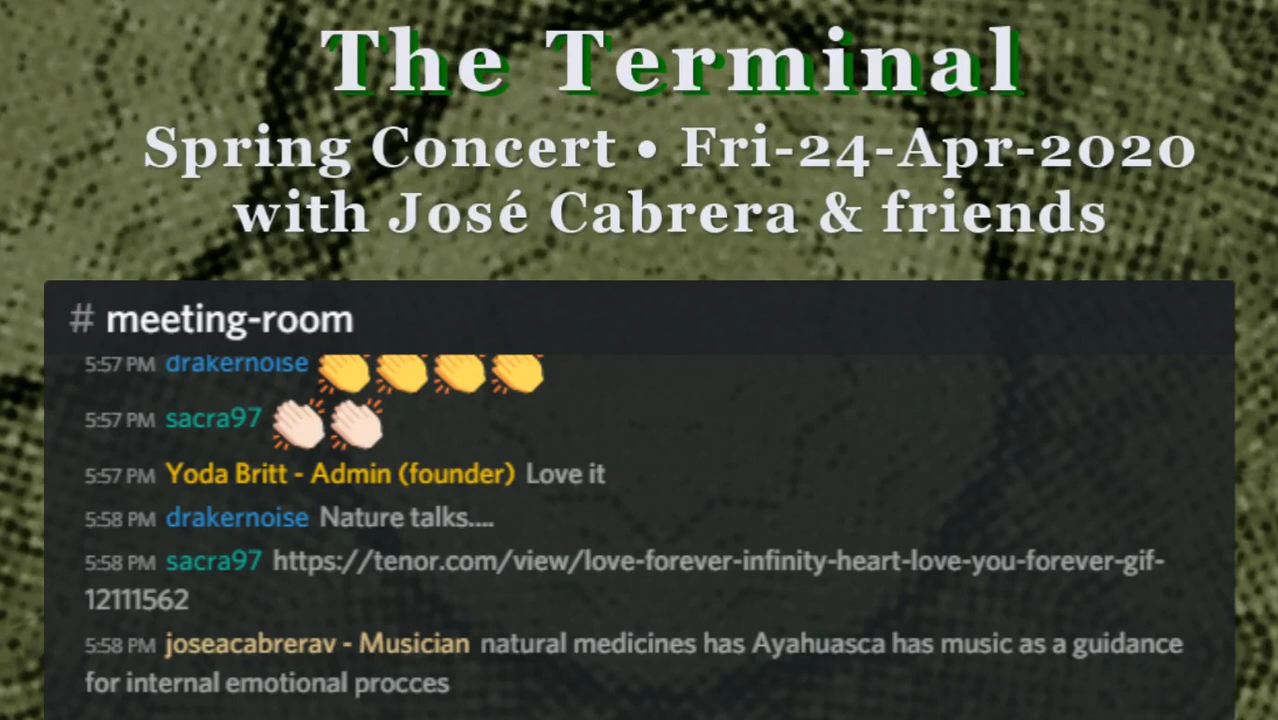 The Terminal
Spring Concert • Fri-24-Apr-2020
with José Cabrera & friends
# meeting-room
5:57 PM drakernoise 👏👏👏👏
5:57 PM sacra97 👏🏻👏🏻
5:57 PM Yoda Britt - Admin (founder) Love it
5:58 PM drakernoise Nature talks....
5:58 PM sacra97 https://tenor.com/view/love-forever-infinity-heart-love-you-forever-gif-
12111562
5:58 PM joseacabrerav - Musician natural medicines has Ayahuasca has music as a guidance
for internal emotional procces